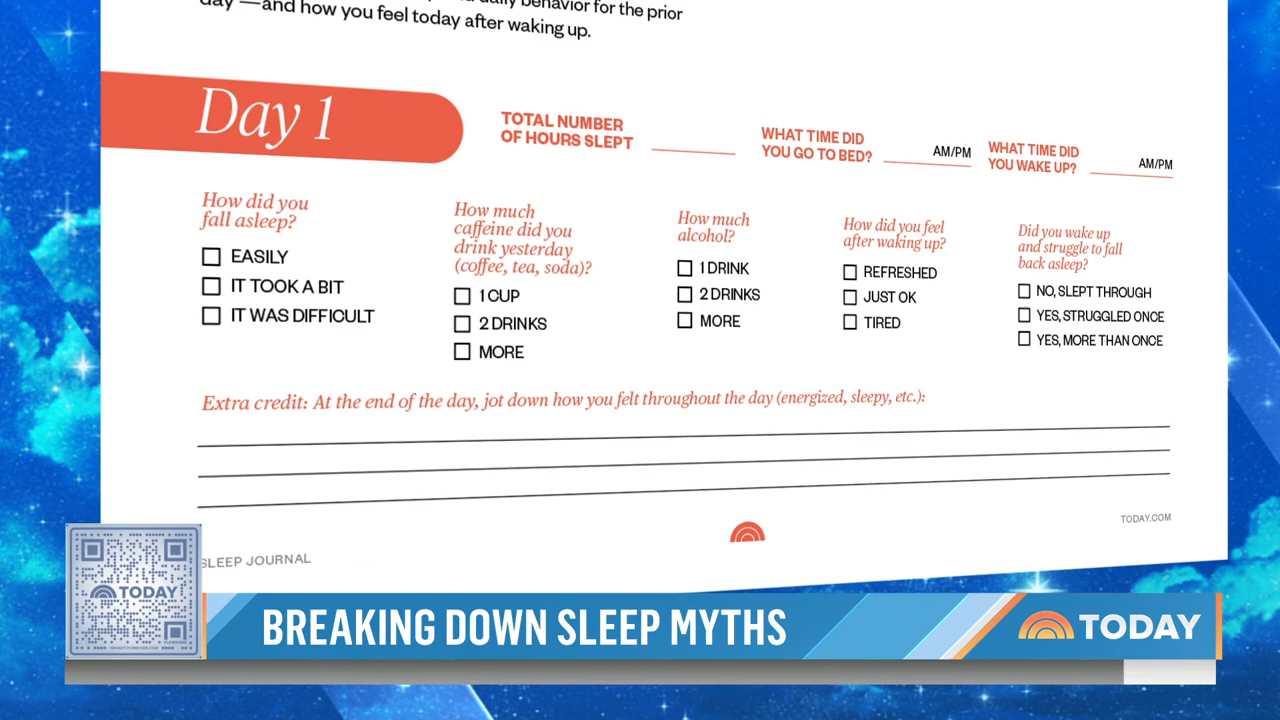 daily behavior for the prior
day —and how you feel today after waking up.
Day 1
TOTAL NUMBER
OF HOURS SLEPT
WHAT TIME DID
YOU GO TO BED?
AM/PM
WHAT TIME DID
YOU WAKE UP?
AM/PM
How did you
fall asleep?
EASILY
IT TOOK A BIT
IT WAS DIFFICULT
How much
caffeine did you
drink yesterday
(coffee, tea, soda)?
1 CUP
2 DRINKS
MORE
How much
alcohol?
1 DRINK
2 DRINKS
MORE
How did you feel
after waking up?
REFRESHED
JUST OK
TIRED
Did you wake up
and struggle to fall
back asleep?
NO, SLEPT THROUGH
YES, STRUGGLED ONCE
YES, MORE THAN ONCE
Extra credit: At the end of the day, jot down how you felt throughout the day (energized, sleepy, etc.):
TODAY.COM
SLEEP JOURNAL
TODAY
BREAKING DOWN SLEEP MYTHS
TODAY